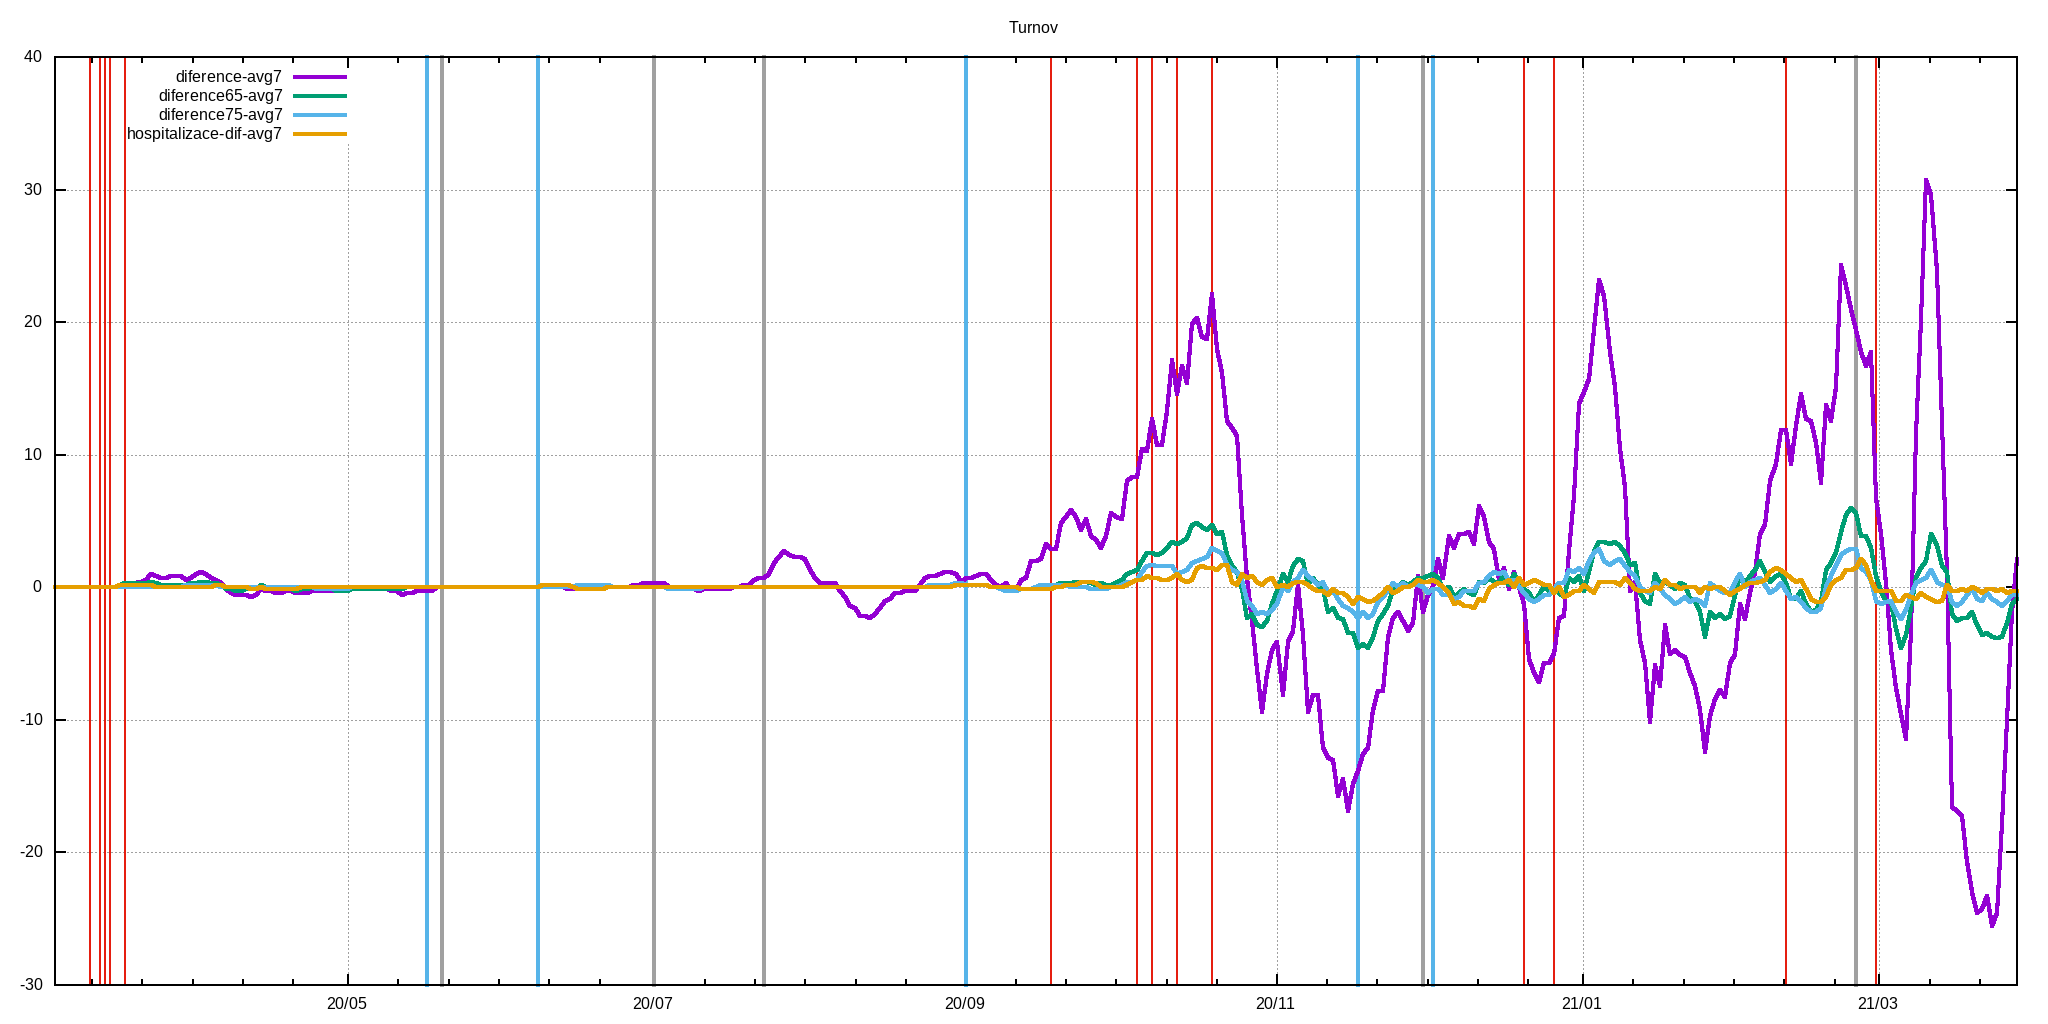 Turnov
40
30
20
10
0
-10
-20
-30
diference-avg7
diference65-avg7
diference75-avg7
hospitalizace-dif-avg7
20/05 20/07 20/09 20/11 21/01 21/03